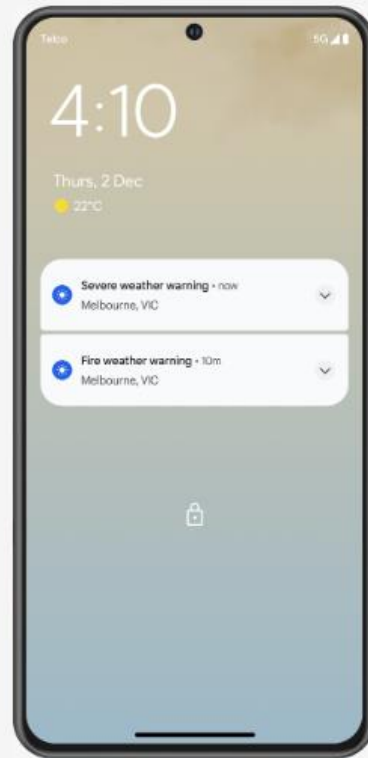 Telco 5G
4:10
Thurs, 2 Dec
22°C
Severe weather warning • now
Melbourne, VIC
Fire weather warning • 10m
Melbourne, VIC